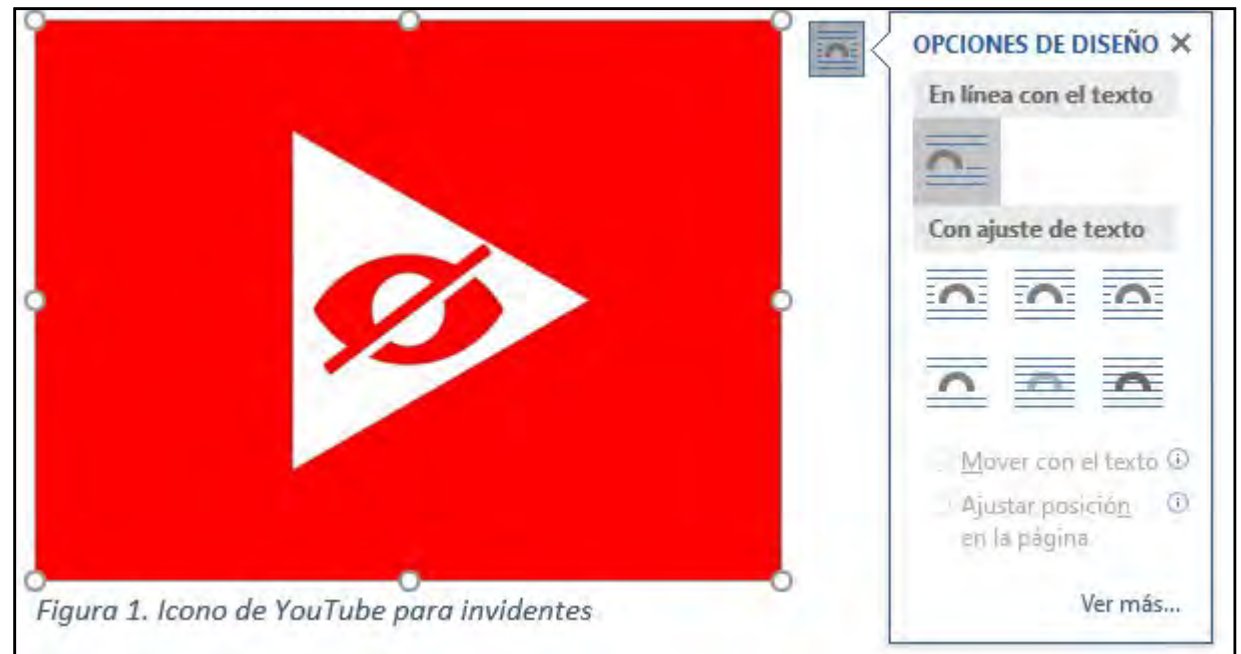 OPCIONES DE DISEÑO
En línea con el texto
Con ajuste de texto
Mover con el texto
Ajustar posición
en la página
Ver más...
Figura 1. Icono de YouTube para invidentes